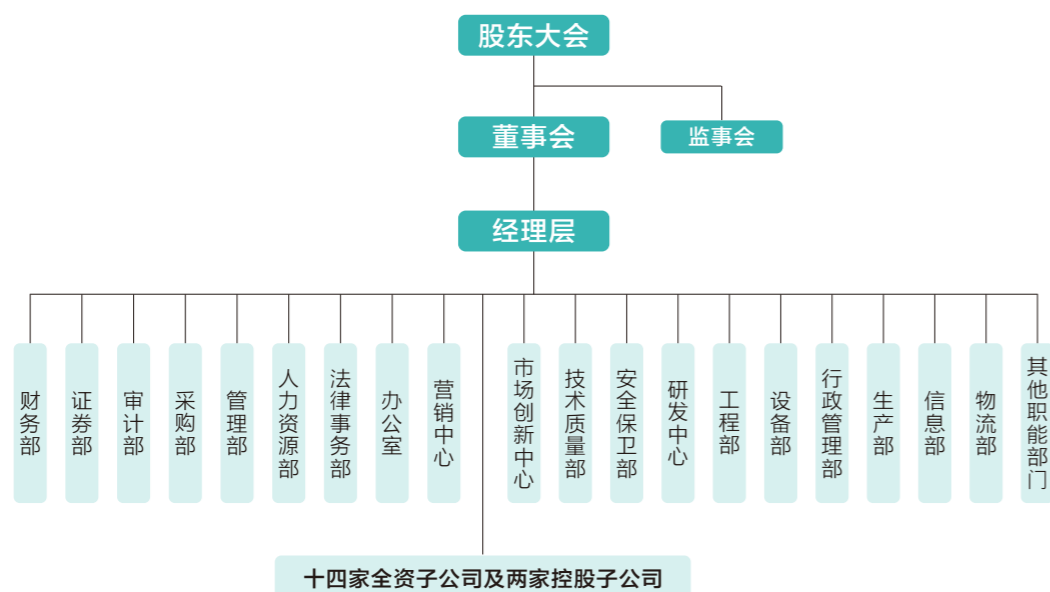 股东大会
董事会
监事会
经理层
财务部
证券部
审计部
采购部
管理部
人力资源部
法律事务部
办公室
营销中心
市场创新中心
技术质量部
安全保卫部
研发中心
工程部
设备部
行政管理部
生产部
信息部
物流部
其他职能部门
十四家全资子公司及两家控股子公司